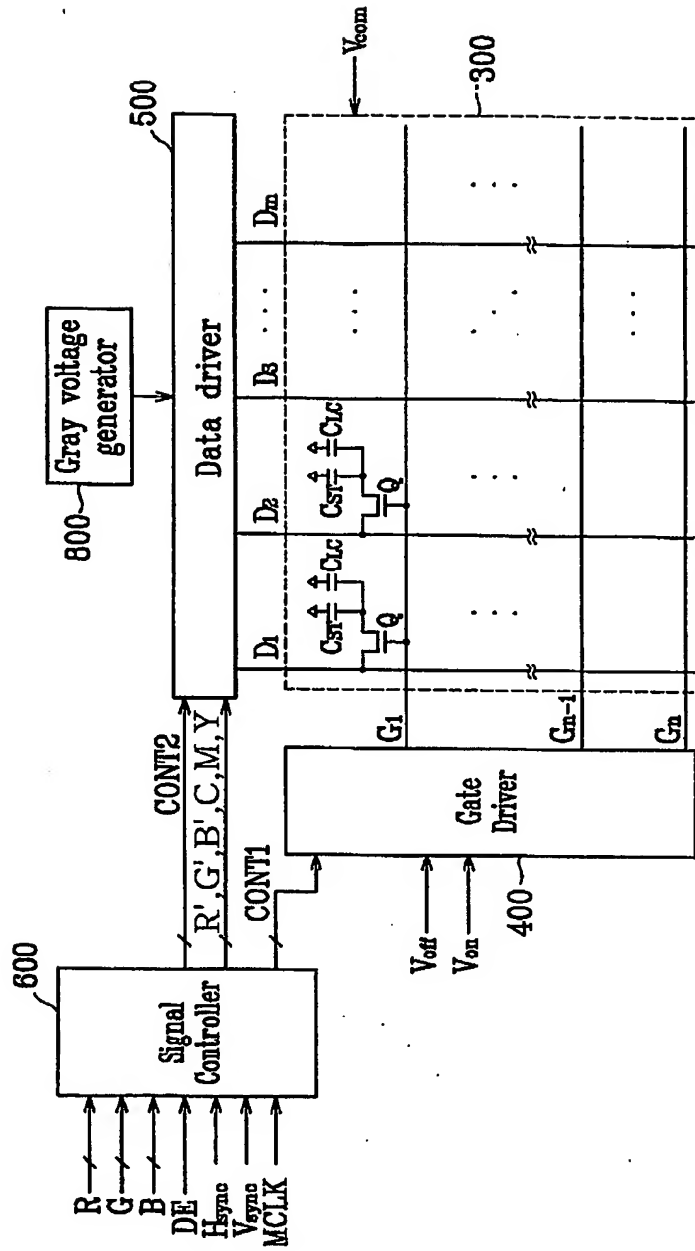 R
G
B
DE
Hsync
Vsync
MCLK
600
Signal
Controller
CONT2
R',G',B',C,M,Y
CONT1
800
Gray voltage
generator
500
Data driver
D1
D2
D3
. . .
Dm
Voff
Von
400
Gate
Driver
G1
Gn-1
Gn
CST
CLC
Q
CST
CLC
Q
Vcom
300